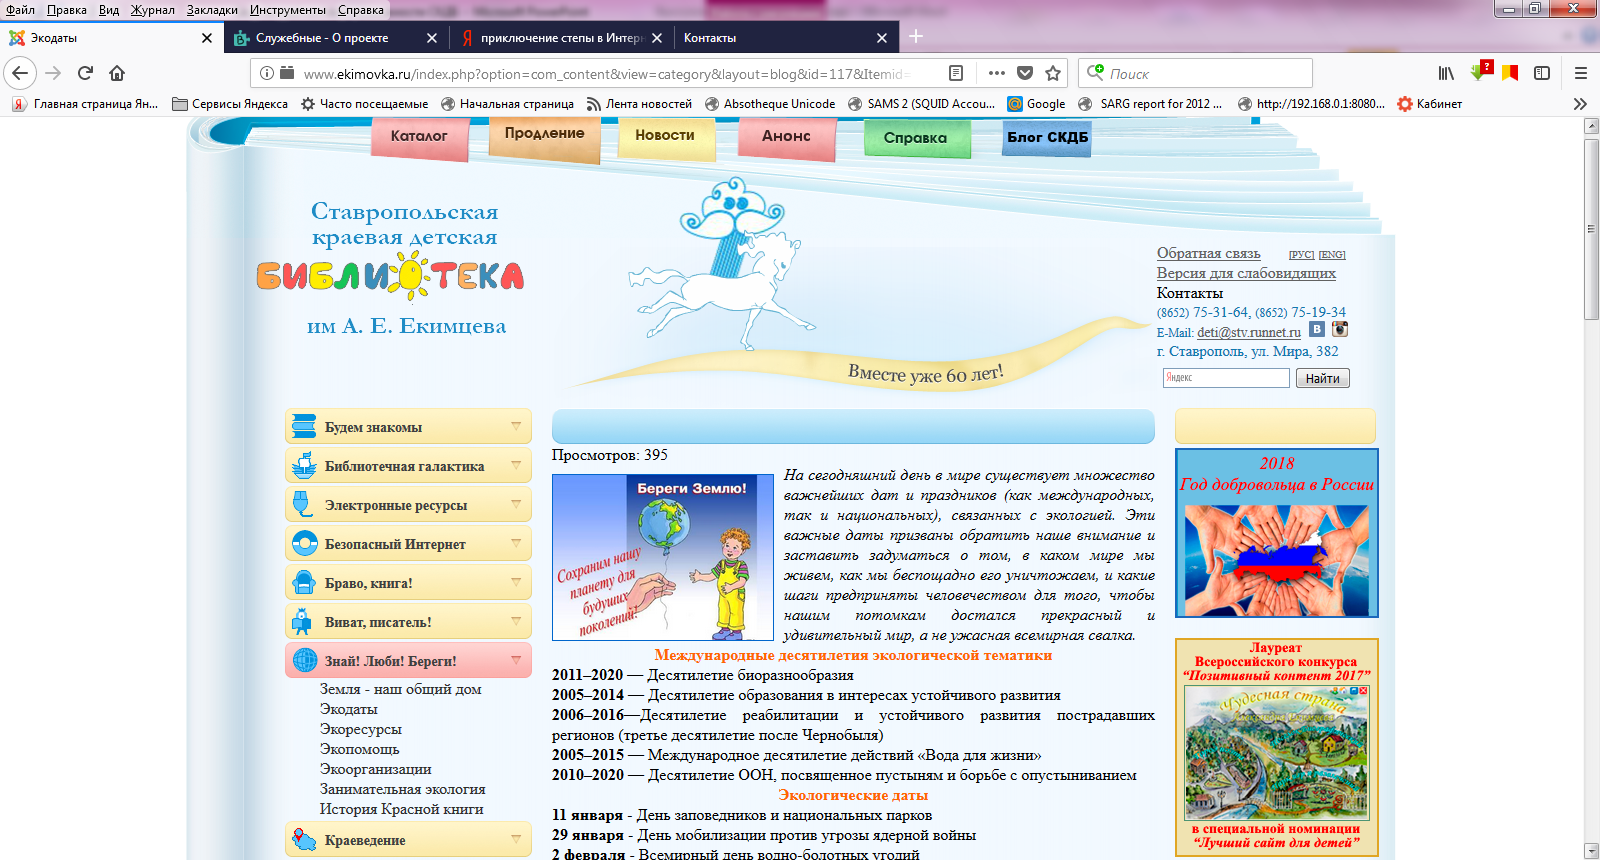 Файл Правка Вид Журнал Закладки Инструменты Справка
Экодаты
Служебные - О проекте
приключение степы в Интерн
Контакты
www.ekimovka.ru/index.php?option=com_content&view=category&layout=blog&id=117&Itemid=
Поиск
Главная страница Ян...
Сервисы Яндекса
Часто посещаемые
Начальная страница
Лента новостей
Absotheque Unicode
SAMS 2 (SQUID Accou...
Google
SARG report for 2012 ...
http://192.168.0.1:8080...
Кабинет
Каталог
Продление
Новости
Анонс
Справка
Блог СКДБ
Ставропольская
краевая детская
БИБЛИОТЕКА
им А. Е. Екимцева
Вместе уже 60 лет!
Обратная связь [РУС] [ENG]
Версия для слабовидящих
Контакты
(8652) 75-31-64, (8652) 75-19-34
E-Mail: deti@stv.runnet.ru
г. Ставрополь, ул. Мира, 382
Яндекс
Найти
Будем знакомы
Библиотечная галактика
Электронные ресурсы
Безопасный Интернет
Браво, книга!
Виват, писатель!
Знай! Люби! Береги!
Земля - наш общий дом
Экодаты
Экоресурсы
Экопомощь
Экоорганизации
Занимательная экология
История Красной книги
Краеведение
Просмотров: 395
Береги Землю!
Сохраним нашу
планету для
будущих
поколений!
На сегодняшний день в мире существует множество
важнейших дат и праздников (как международных,
так и национальных), связанных с экологией. Эти
важные даты призваны обратить наше внимание и
заставить задуматься о том, в каком мире мы
живем, как мы беспощадно его уничтожаем, и какие
шаги предприняты человечеством для того, чтобы
нашим потомкам достался прекрасный и
удивительный мир, а не ужасная всемирная свалка.
Международные десятилетия экологической тематики
2011–2020 — Десятилетие биоразнообразия
2005–2014 — Десятилетие образования в интересах устойчивого развития
2006–2016—Десятилетие реабилитации и устойчивого развития пострадавших
регионов (третье десятилетие после Чернобыля)
2005–2015 — Международное десятилетие действий «Вода для жизни»
2010–2020 — Десятилетие ООН, посвященное пустыням и борьбе с опустыниванием
Экологические даты
11 января - День заповедников и национальных парков
29 января - День мобилизации против угрозы ядерной войны
2 февраля - Всемирный день водно-болотных угодий
2018
Год добровольца в России
Лауреат
Всероссийского конкурса
“Позитивный контент 2017”
Чудесная страна
в специальной номинации
“Лучший сайт для детей”